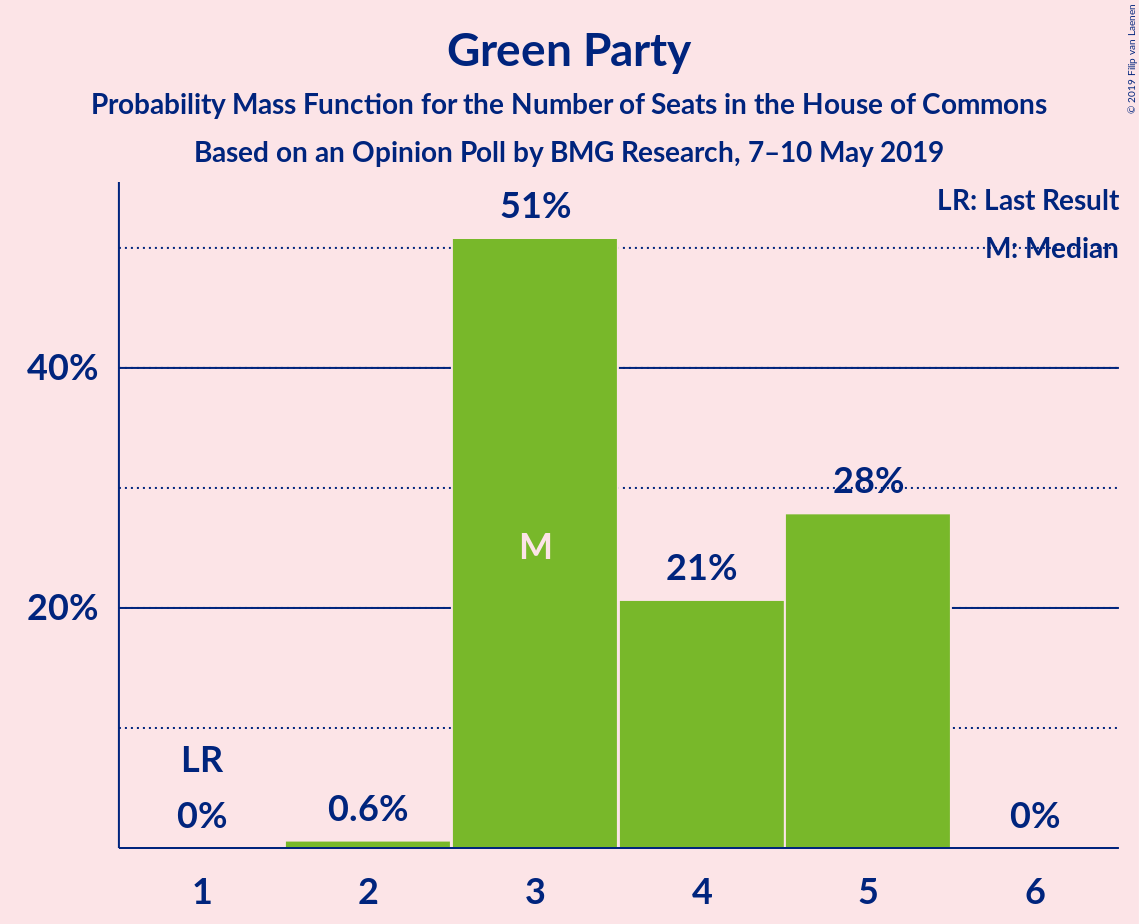 Green Party
Probability Mass Function for the Number of Seats in the House of Commons
Based on an Opinion Poll by BMG Research, 7–10 May 2019
© 2019 Filip van Laenen
LR: Last Result
M: Median
51%
40%
28%
M
21%
20%
LR
0%
0.6%
0%
1 2 3 4 5 6